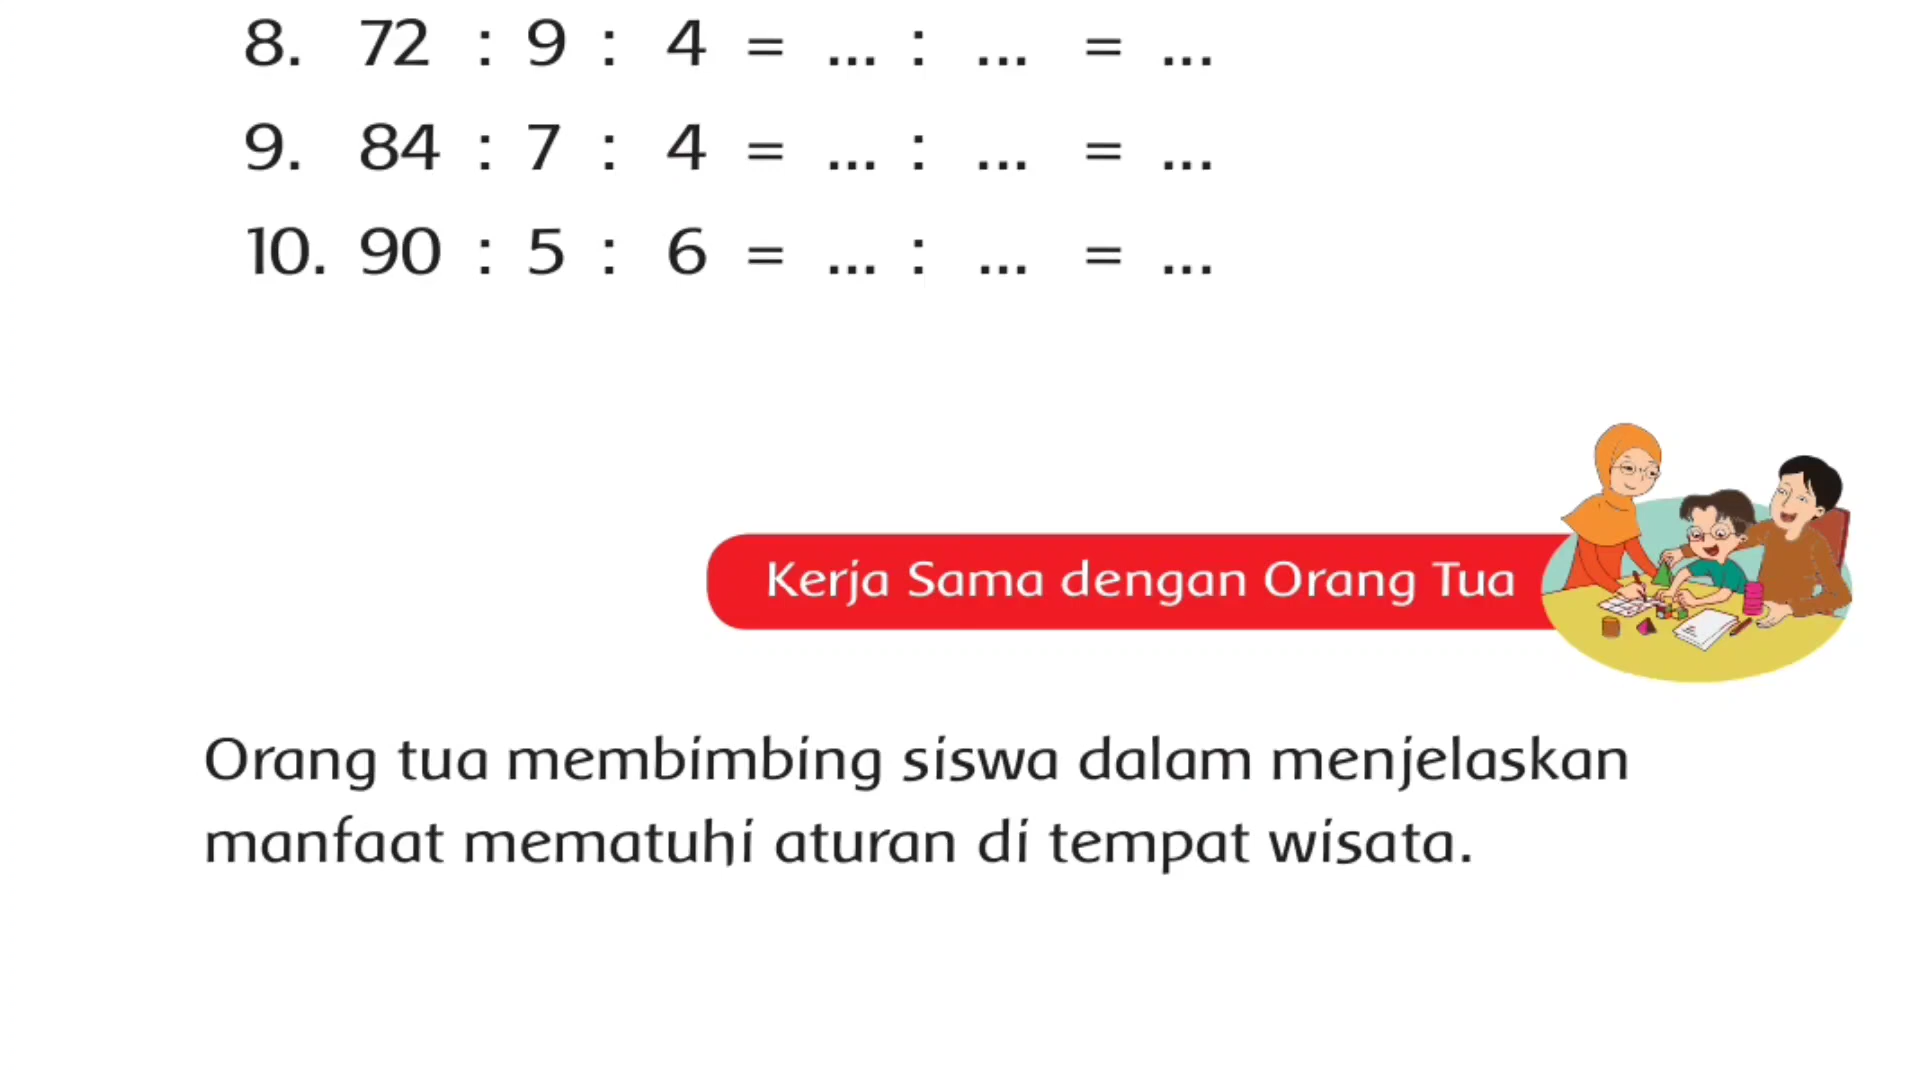 8. 72 : 9 : 4 = ... : ... = ...
9. 84 : 7 : 4 = ... : ... = ...
10. 90 : 5 : 6 = ... : ... = ...
Kerja Sama dengan Orang Tua
Orang tua membimbing siswa dalam menjelaskan
manfaat mematuhi aturan di tempat wisata.